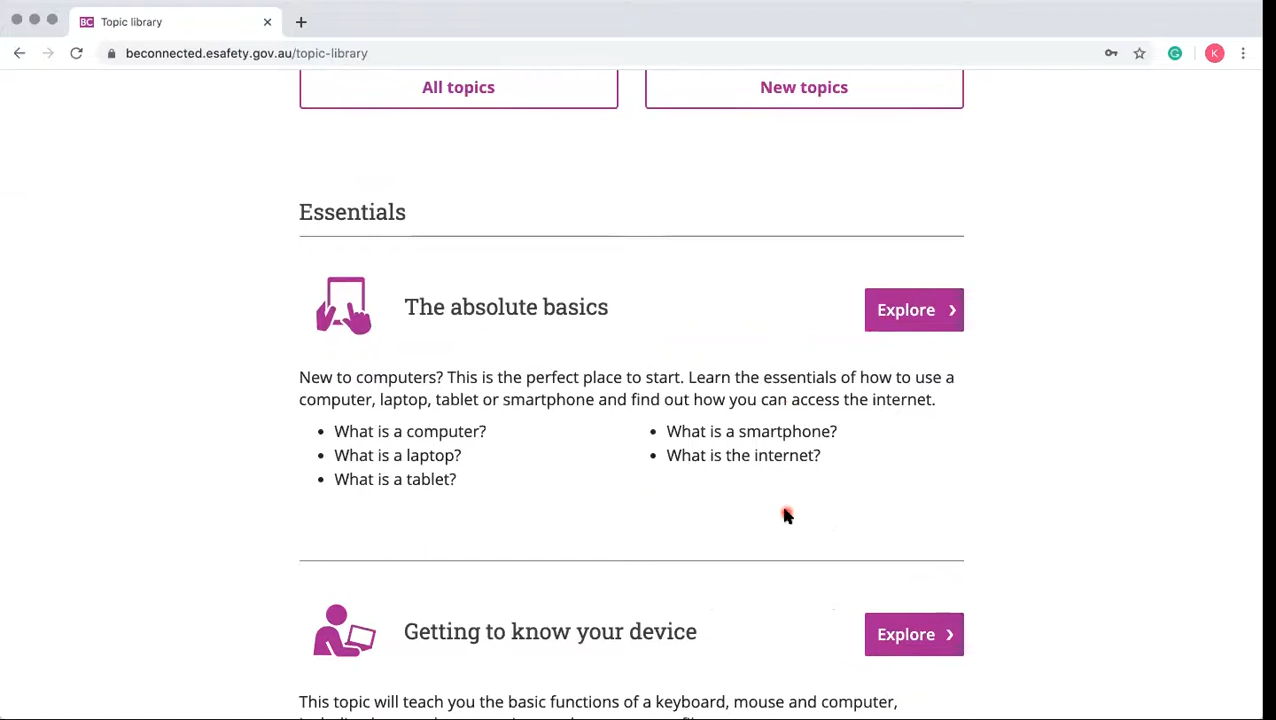 BC Topic library
beconnected.esafety.gov.au/topic-library
K
All topics
New topics
Essentials
The absolute basics
Explore
New to computers? This is the perfect place to start. Learn the essentials of how to use a
computer, laptop, tablet or smartphone and find out how you can access the internet.
• What is a computer?
• What is a laptop?
• What is a tablet?
• What is a smartphone?
• What is the internet?
Getting to know your device
Explore
This topic will teach you the basic functions of a keyboard, mouse and computer,